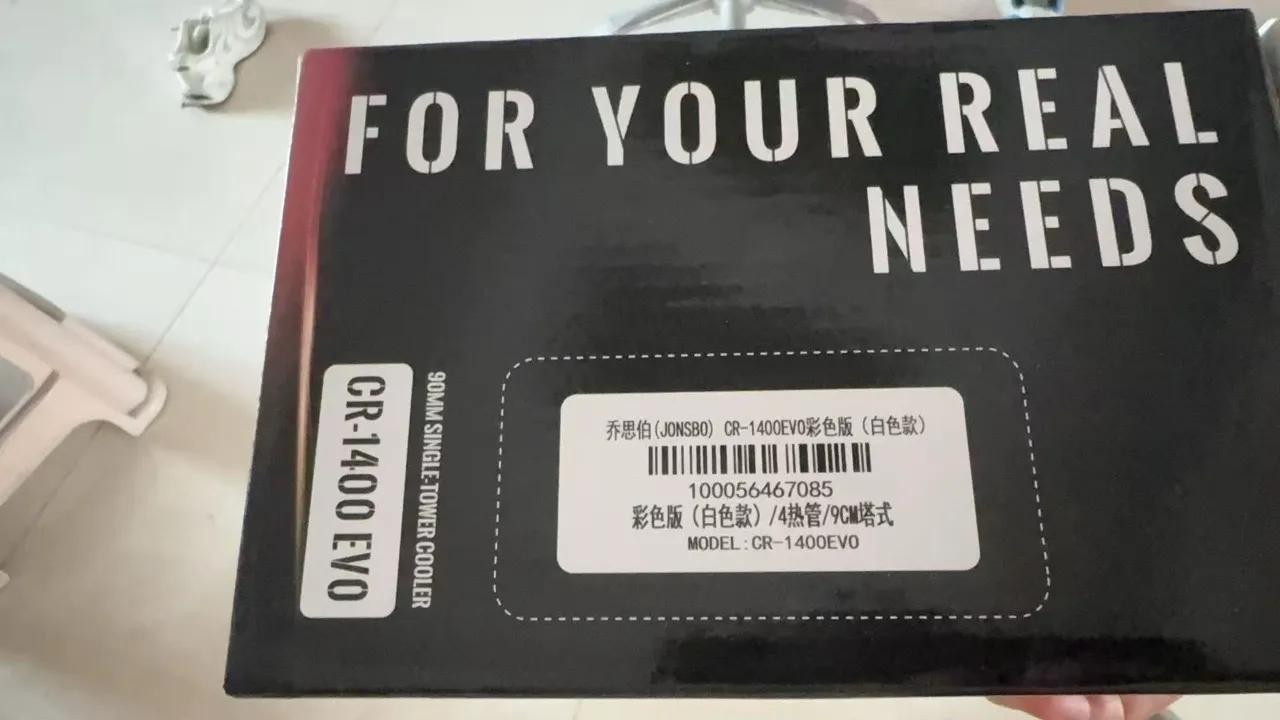 FOR YOUR REAL
NEEDS
CR-1400 EVO
90MM SINGLE-TOWER COOLER
乔思伯(JONSBO) CR-1400EVO彩色版（白色款）
100056467085
彩色版（白色款）/4热管/9CM塔式
MODEL:CR-1400EVO